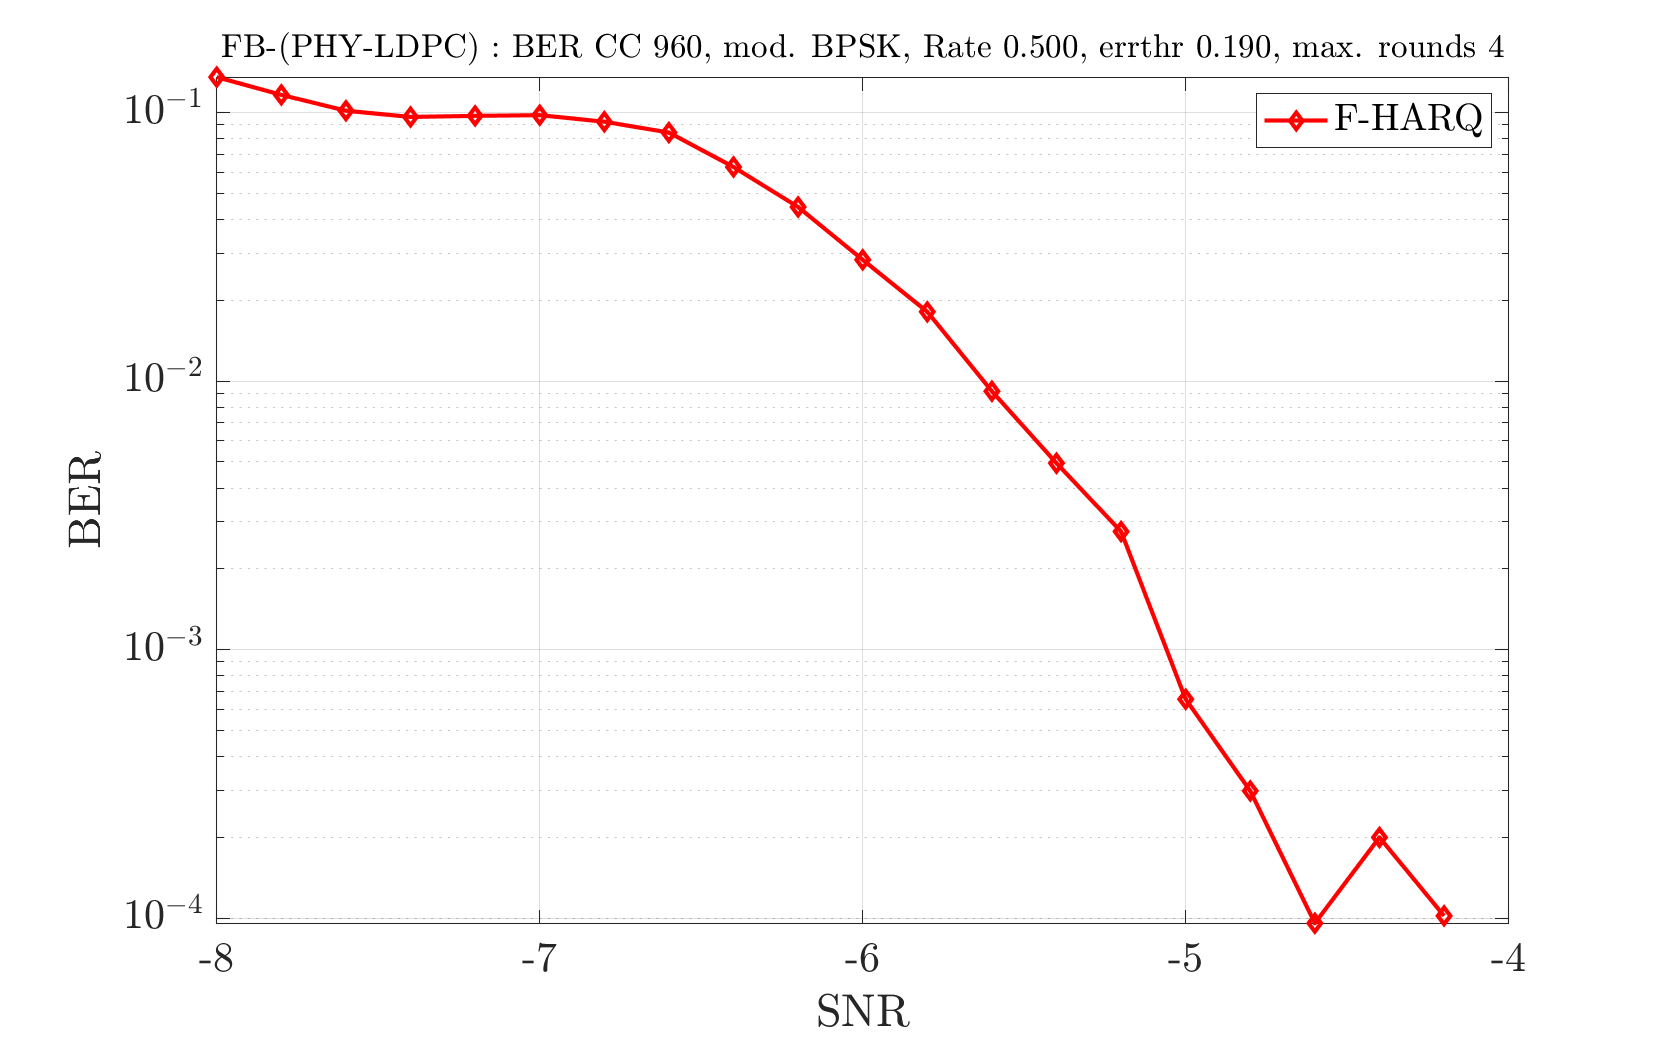 FB-(PHY-LDPC) : BER CC 960, mod. BPSK, Rate 0.500, errthr 0.190, max. rounds 4
F-HARQ
10⁻¹
10⁻²
10⁻³
10⁻⁴
BER
-8 -7 -6 -5 -4
SNR